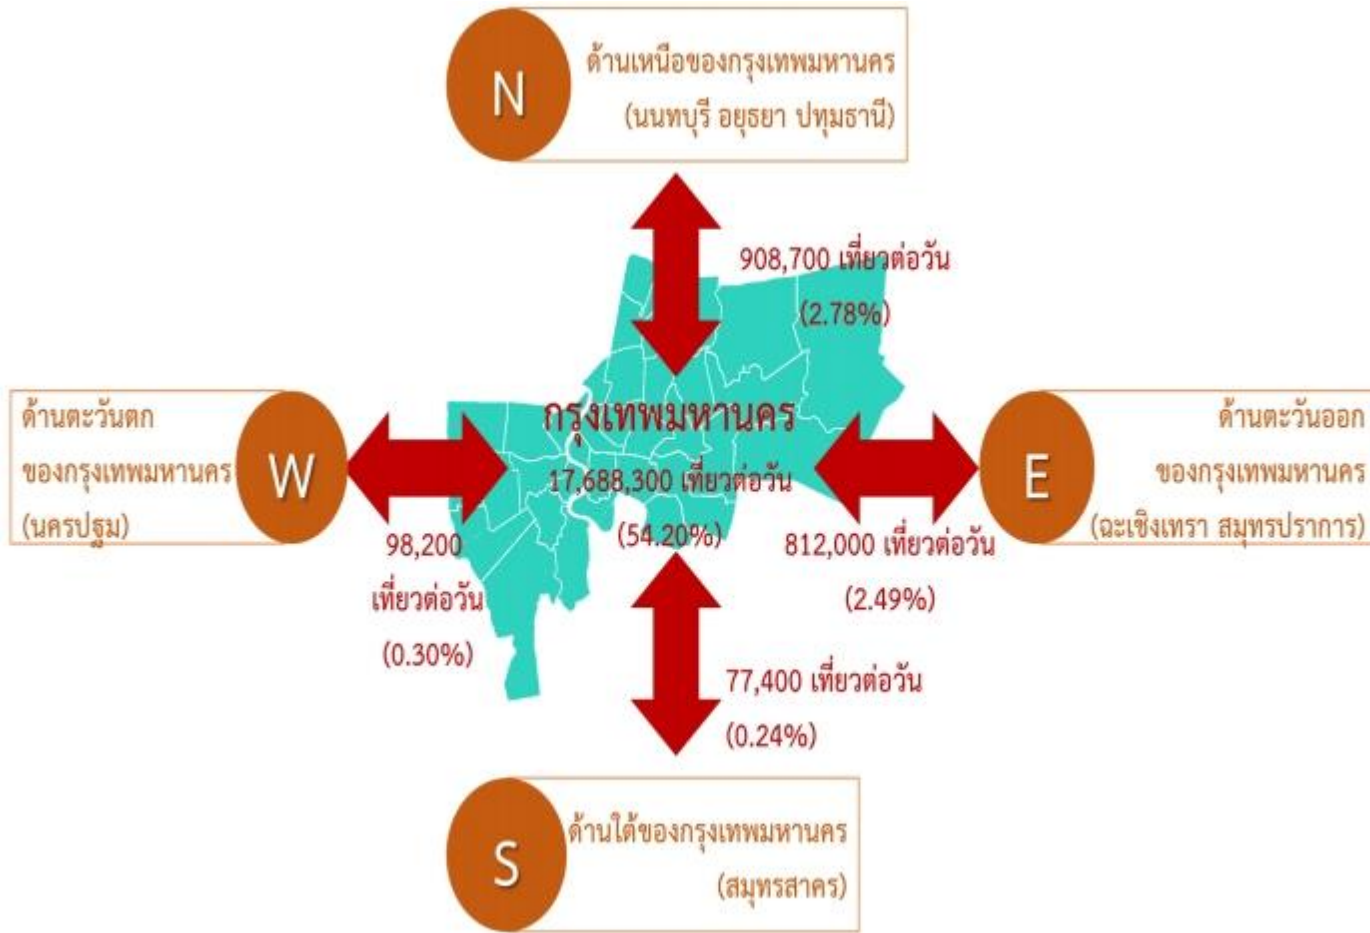 N
ด้านเหนือของกรุงเทพมหานคร
(นนทบุรี อยุธยา ปทุมธานี)
908,700 เที่ยวต่อวัน
(2.78%)
ด้านตะวันตก
ของกรุงเทพมหานคร
(นครปฐม)
W
98,200
เที่ยวต่อวัน
(0.30%)
กรุงเทพมหานคร
17,688,300 เที่ยวต่อวัน
(54.20%)
E
ด้านตะวันออก
ของกรุงเทพมหานคร
(ฉะเชิงเทรา สมุทรปราการ)
812,000 เที่ยวต่อวัน
(2.49%)
77,400 เที่ยวต่อวัน
(0.24%)
S
ด้านใต้ของกรุงเทพมหานคร
(สมุทรสาคร)